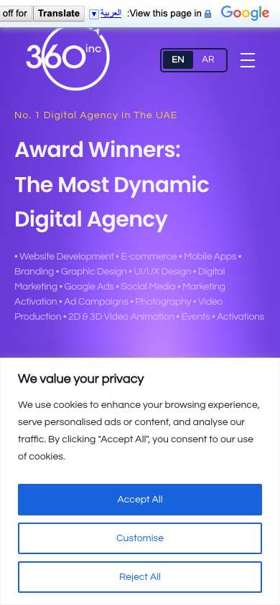 off for
Translate
العربية
View this page in:
Google
360inc
EN
AR
No. 1 Digital Agency In The UAE
Award Winners:
The Most Dynamic
Digital Agency
• Website Development • E-commerce • Mobile Apps •
Branding • Graphic Design • UI/UX Design • Digital
Marketing • Google Ads • Social Media • Marketing
Activation • Ad Campaigns • Photography • Video
Production • 2D & 3D Video Animation • Events • Activations
We value your privacy
We use cookies to enhance your browsing experience,
serve personalised ads or content, and analyse our
traffic. By clicking "Accept All", you consent to our use
of cookies.
Accept All
Customise
Reject All